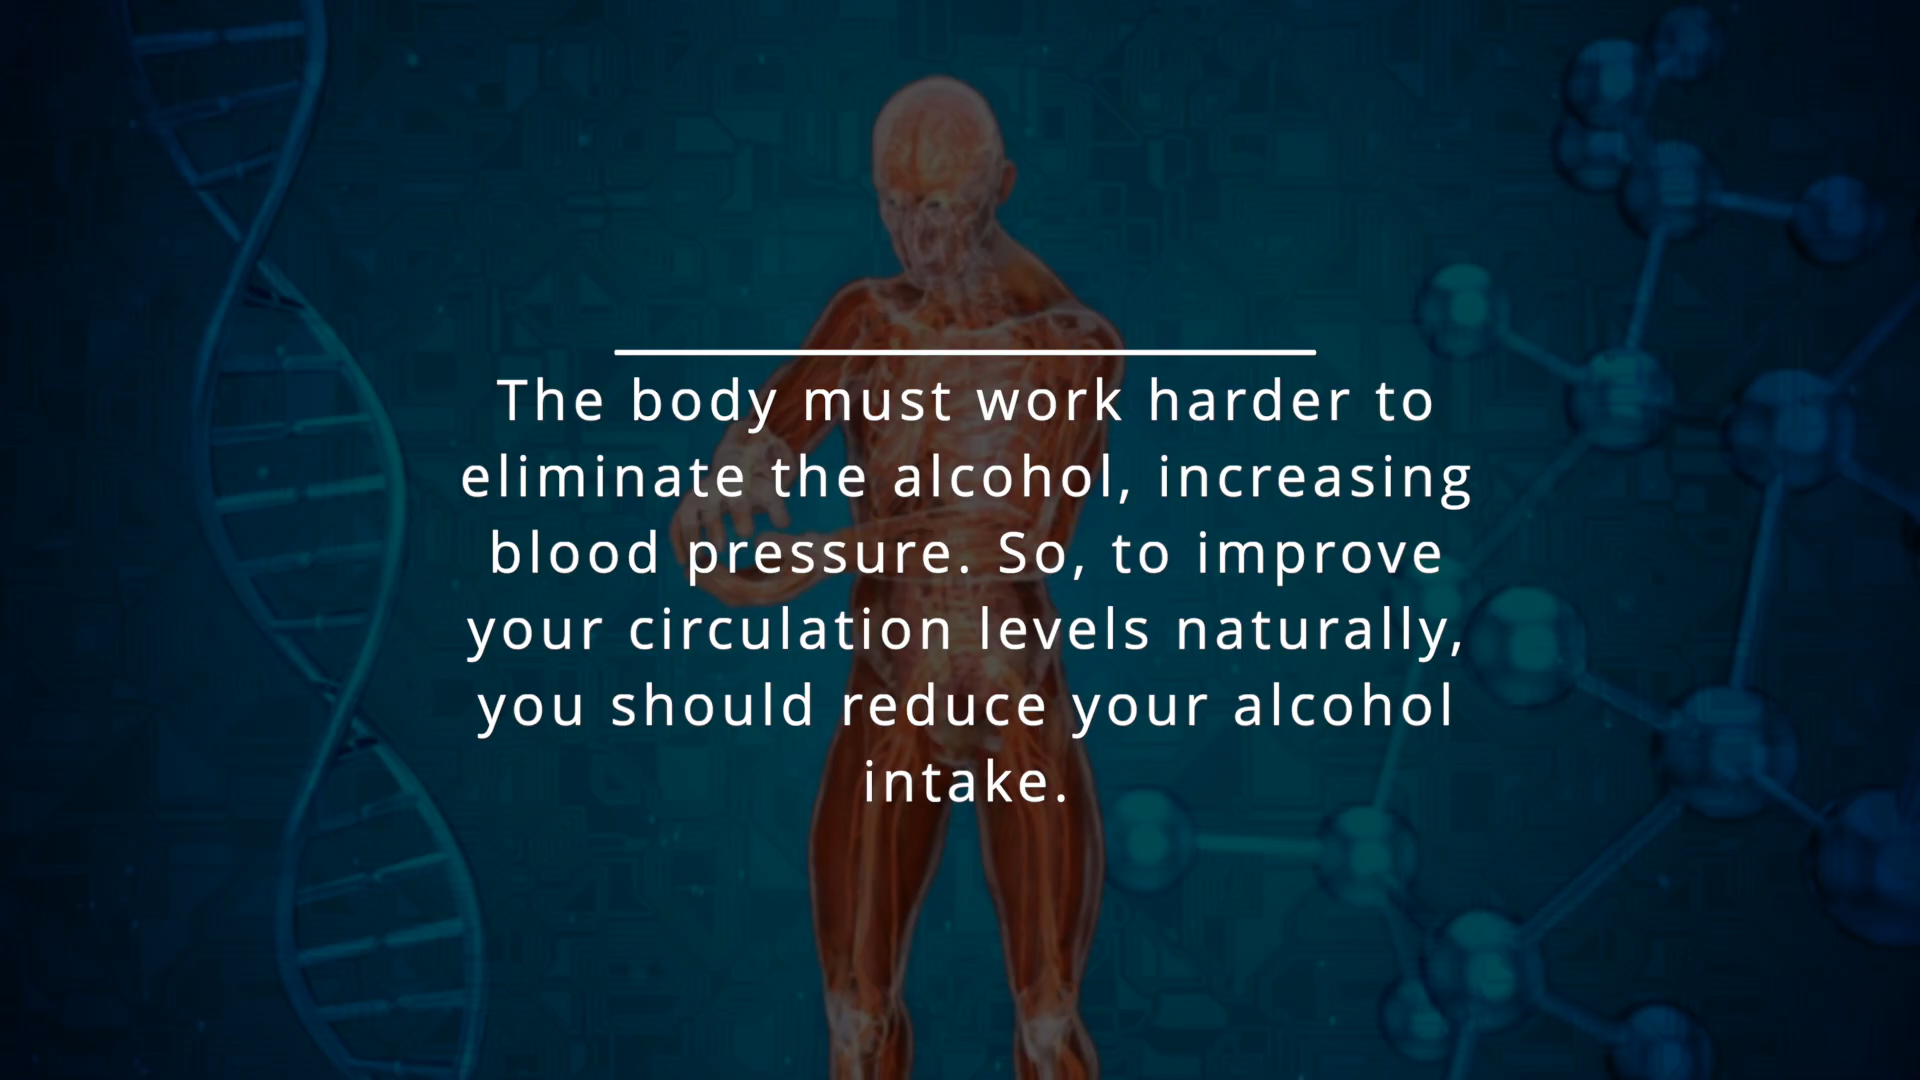 The body must work harder to
eliminate the alcohol, increasing
blood pressure. So, to improve
your circulation levels naturally,
you should reduce your alcohol
intake.